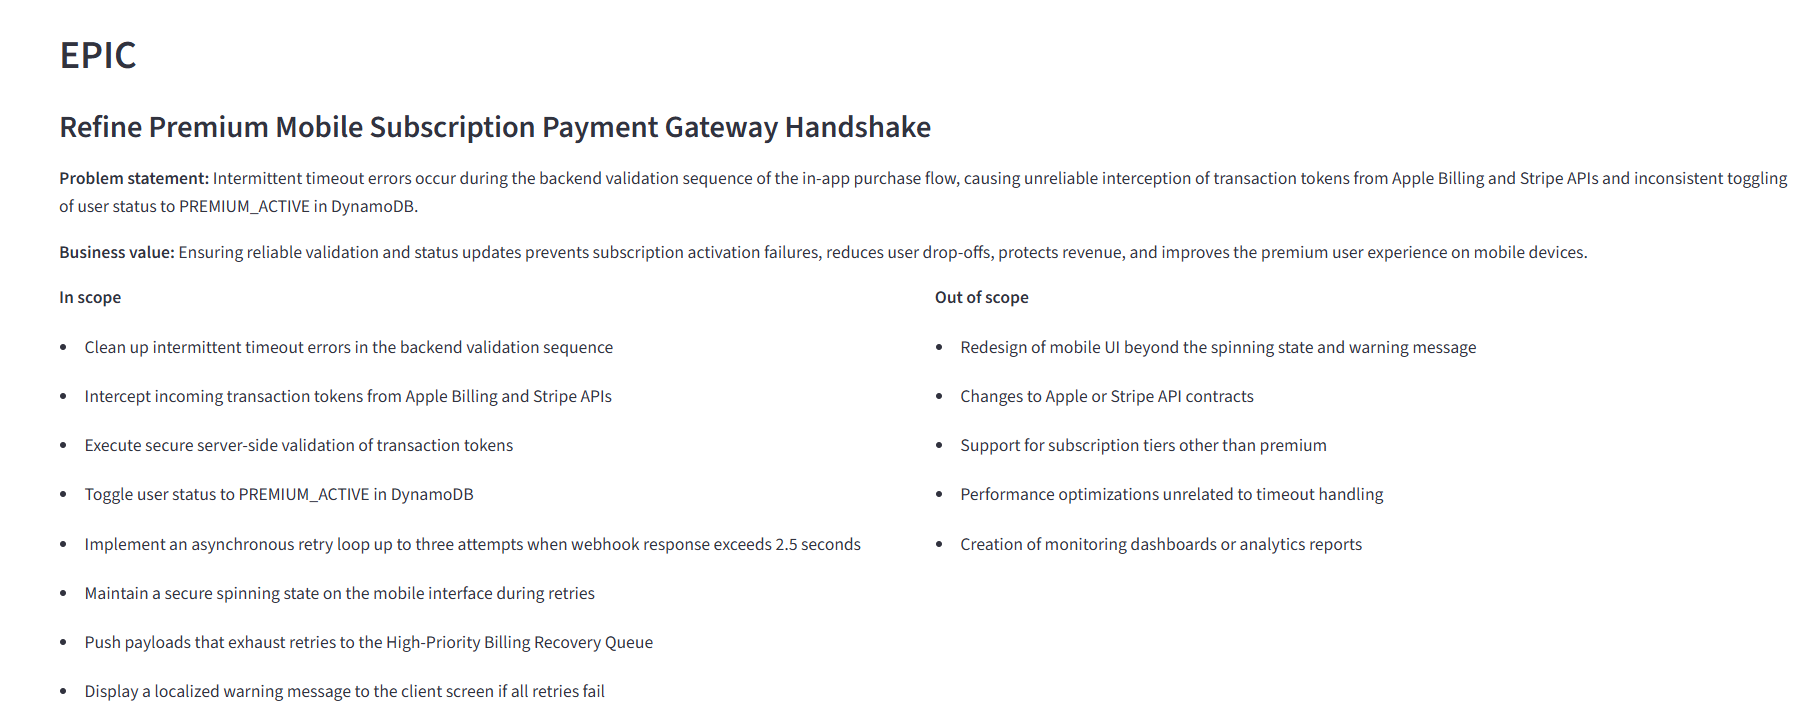 EPIC
Refine Premium Mobile Subscription Payment Gateway Handshake
Problem statement: Intermittent timeout errors occur during the backend validation sequence of the in-app purchase flow, causing unreliable interception of transaction tokens from Apple Billing and Stripe APIs and inconsistent toggling
of user status to PREMIUM_ACTIVE in DynamoDB.
Business value: Ensuring reliable validation and status updates prevents subscription activation failures, reduces user drop-offs, protects revenue, and improves the premium user experience on mobile devices.
In scope
• Clean up intermittent timeout errors in the backend validation sequence
• Intercept incoming transaction tokens from Apple Billing and Stripe APIs
• Execute secure server-side validation of transaction tokens
• Toggle user status to PREMIUM_ACTIVE in DynamoDB
• Implement an asynchronous retry loop up to three attempts when webhook response exceeds 2.5 seconds
• Maintain a secure spinning state on the mobile interface during retries
• Push payloads that exhaust retries to the High-Priority Billing Recovery Queue
• Display a localized warning message to the client screen if all retries fail
Out of scope
• Redesign of mobile UI beyond the spinning state and warning message
• Changes to Apple or Stripe API contracts
• Support for subscription tiers other than premium
• Performance optimizations unrelated to timeout handling
• Creation of monitoring dashboards or analytics reports